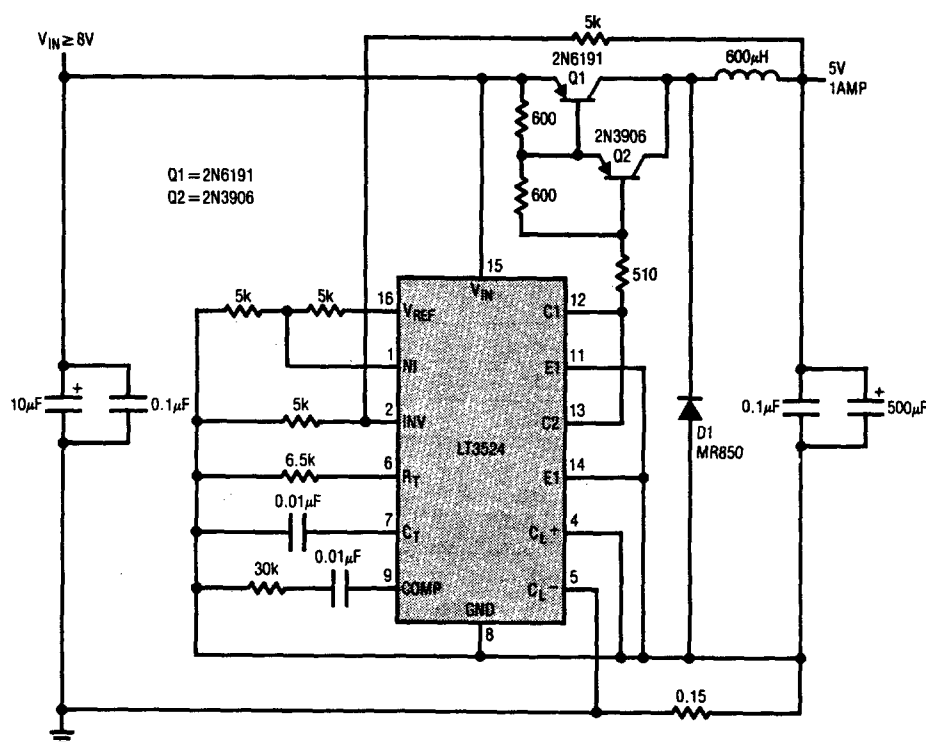 5k
V_IN ≥ 8V
2N6191
Q1
600μH
5V
1AMP
600
2N3906
Q2
Q1 = 2N6191
Q2 = 2N3906
600
510
15
V_IN
5k
5k
16
V_REF
C1
12
1
NI
E1
11
10μF
+
0.1μF
5k
2
INV
C2
13
LT3524
D1
MR850
0.1μF
+
500μF
6.5k
6
R_T
E1
14
0.01μF
7
C_T
C_L+
4
30k
0.01μF
9
COMP
C_L−
5
GND
8
0.15